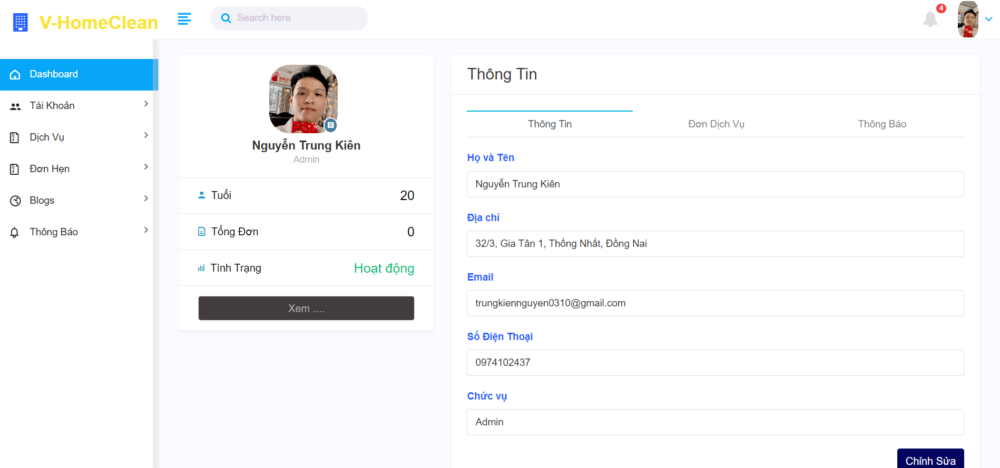 V-HomeClean
Search here
4
Dashboard
Tài Khoản
Dịch Vụ
Đơn Hẹn
Blogs
Thông Báo
Nguyễn Trung Kiên
Admin
Tuổi 20
Tổng Đơn 0
Tình Trạng Hoạt động
Xem ....
Thông Tin
Thông Tin Đơn Dịch Vụ Thông Báo
Họ và Tên
Nguyễn Trung Kiên
Địa chỉ
32/3, Gia Tân 1, Thống Nhất, Đồng Nai
Email
trungkiennguyen0310@gmail.com
Số Điện Thoại
0974102437
Chức vụ
Admin
Chỉnh Sửa